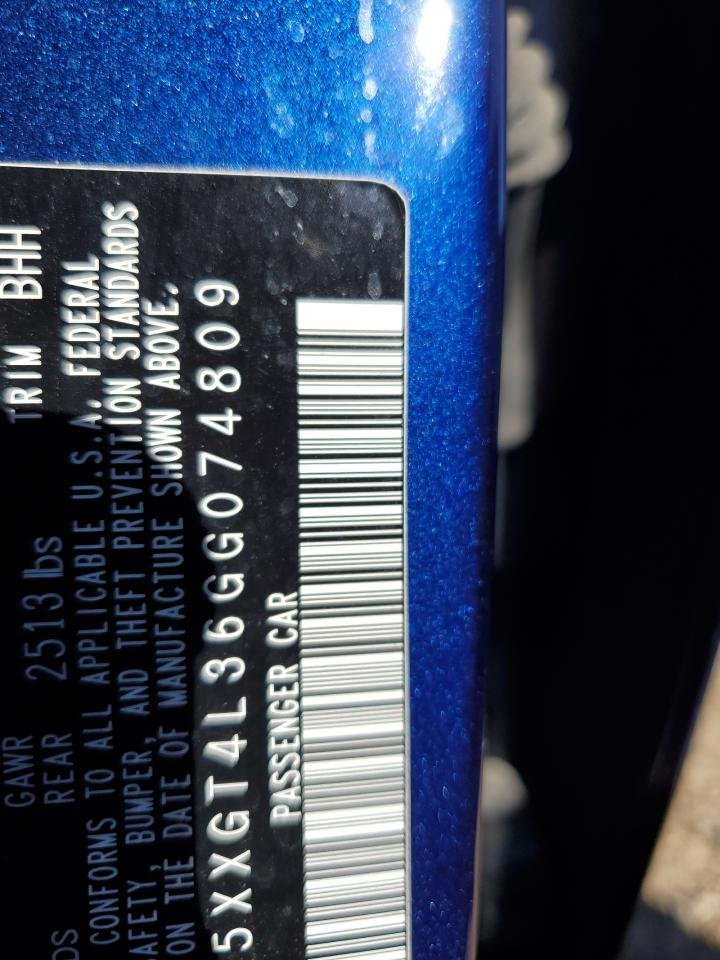 DS TRIM BHH
GAWR
REAR 2513 lbs
CONFORMS TO ALL APPLICABLE U.S.A. FEDERAL
AFETY, BUMPER, AND THEFT PREVENTION STANDARDS
ON THE DATE OF MANUFACTURE SHOWN ABOVE.
5XXGT4L36GG074809
PASSENGER CAR